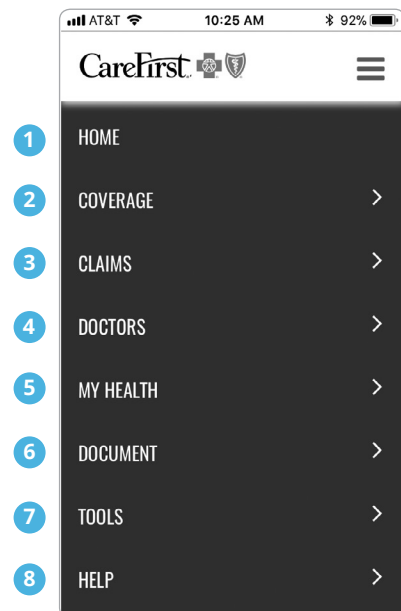 AT&T 10:25 AM 92%
CareFirst
1 HOME
2 COVERAGE
3 CLAIMS
4 DOCTORS
5 MY HEALTH
6 DOCUMENT
7 TOOLS
8 HELP